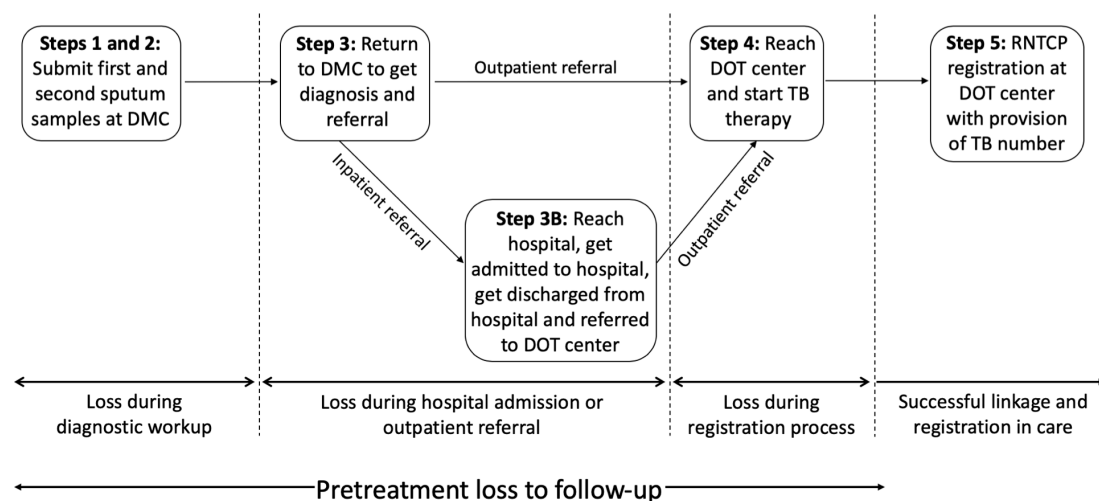 Steps 1 and 2:
Submit first and
second sputum
samples at DMC
Step 3: Return
to DMC to get
diagnosis and
referral
Outpatient referral
Step 4: Reach
DOT center
and start TB
therapy
Step 5: RNTCP
registration at
DOT center
with provision
of TB number
Inpatient referral
Step 3B: Reach
hospital, get
admitted to hospital,
get discharged from
hospital and referred
to DOT center
Outpatient referral
Loss during
diagnostic workup
Loss during hospital admission or
outpatient referral
Loss during
registration process
Successful linkage and
registration in care
Pretreatment loss to follow-up